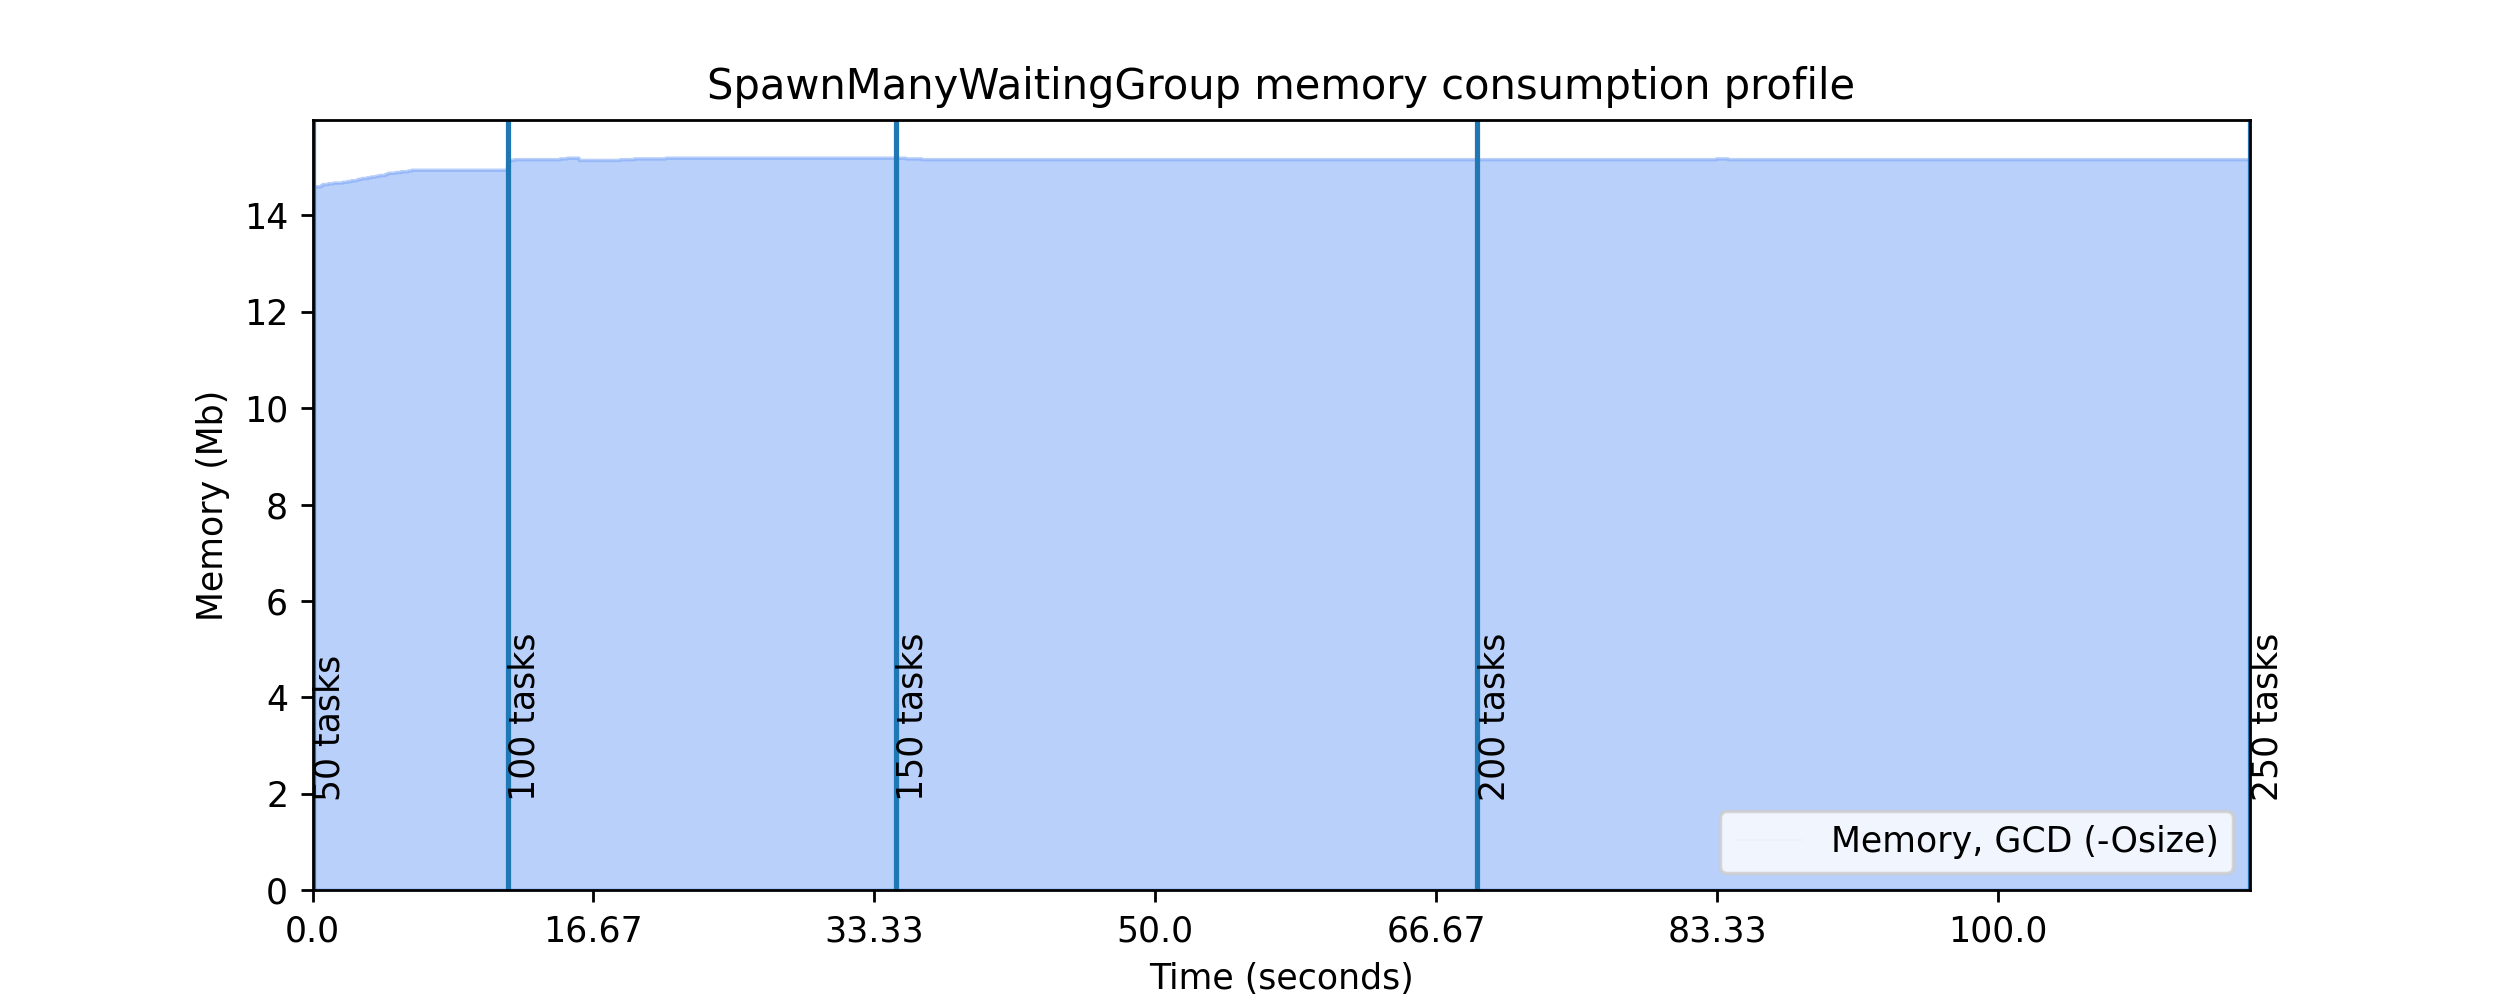 SpawnManyWaitingGroup memory consumption profile
Memory (Mb)
14
12
10
8
6
4
2
0
50 tasks
100 tasks
150 tasks
200 tasks
250 tasks
Memory, GCD (-Osize)
0.0
16.67
33.33
50.0
66.67
83.33
100.0
Time (seconds)